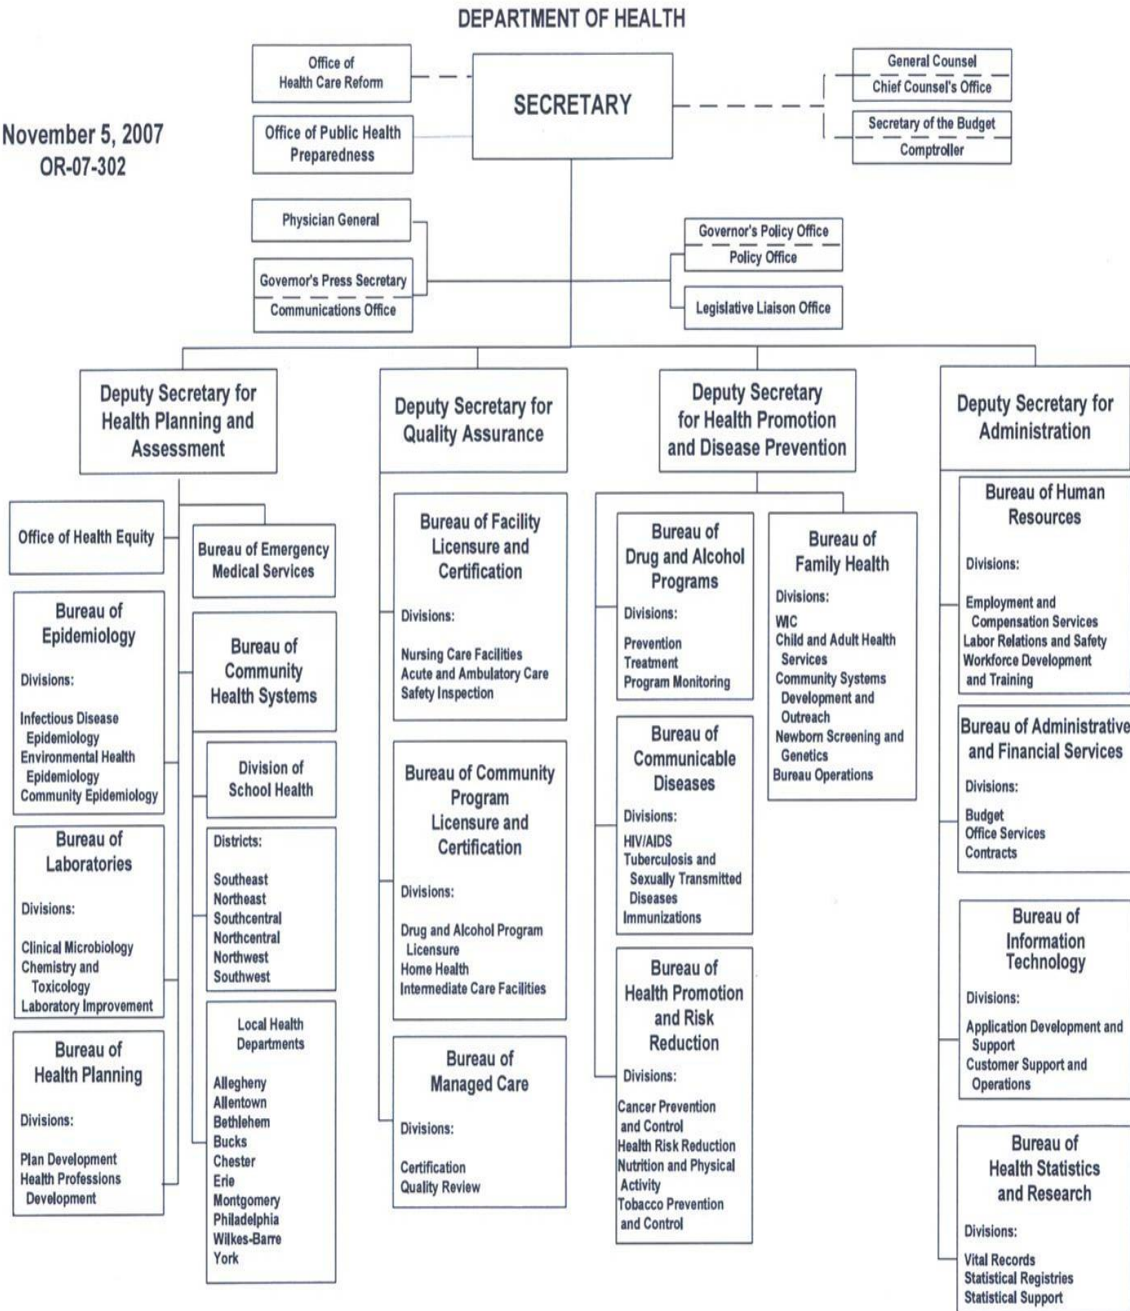 DEPARTMENT OF HEALTH
Office of
Health Care Reform
SECRETARY
General Counsel
Chief Counsel's Office
Secretary of the Budget
Comptroller
November 5, 2007
OR-07-302
Office of Public Health
Preparedness
Physician General
Governor's Press Secretary
Communications Office
Governor's Policy Office
Policy Office
Legislative Liaison Office
Deputy Secretary for
Health Planning and
Assessment
Office of Health Equity
Bureau of
Epidemiology
Divisions:
Infectious Disease
Epidemiology
Environmental Health
Epidemiology
Community Epidemiology
Bureau of
Laboratories
Divisions:
Clinical Microbiology
Chemistry and
Toxicology
Laboratory Improvement
Bureau of
Health Planning
Divisions:
Plan Development
Health Professions
Development
Bureau of Emergency
Medical Services
Bureau of
Community
Health Systems
Division of
School Health
Districts:
Southeast
Northeast
Southcentral
Northcentral
Northwest
Southwest
Local Health
Departments
Allegheny
Allentown
Bethlehem
Bucks
Chester
Erie
Montgomery
Philadelphia
Wilkes-Barre
York
Deputy Secretary for
Quality Assurance
Bureau of Facility
Licensure and
Certification
Divisions:
Nursing Care Facilities
Acute and Ambulatory Care
Safety Inspection
Bureau of Community
Program
Licensure and
Certification
Divisions:
Drug and Alcohol Program
Licensure
Home Health
Intermediate Care Facilities
Bureau of
Managed Care
Divisions:
Certification
Quality Review
Deputy Secretary
for Health Promotion
and Disease Prevention
Bureau of
Drug and Alcohol
Programs
Divisions:
Prevention
Treatment
Program Monitoring
Bureau of
Communicable
Diseases
Divisions:
HIV/AIDS
Tuberculosis and
Sexually Transmitted
Diseases
Immunizations
Bureau of
Health Promotion
and Risk
Reduction
Divisions:
Cancer Prevention
and Control
Health Risk Reduction
Nutrition and Physical
Activity
Tobacco Prevention
and Control
Bureau of
Family Health
Divisions:
WIC
Child and Adult Health
Services
Community Systems
Development and
Outreach
Newborn Screening and
Genetics
Bureau Operations
Deputy Secretary for
Administration
Bureau of Human
Resources
Divisions:
Employment and
Compensation Services
Labor Relations and Safety
Workforce Development
and Training
Bureau of Administrative
and Financial Services
Divisions:
Budget
Office Services
Contracts
Bureau of
Information
Technology
Divisions:
Application Development and
Support
Customer Support and
Operations
Bureau of
Health Statistics
and Research
Divisions:
Vital Records
Statistical Registries
Statistical Support